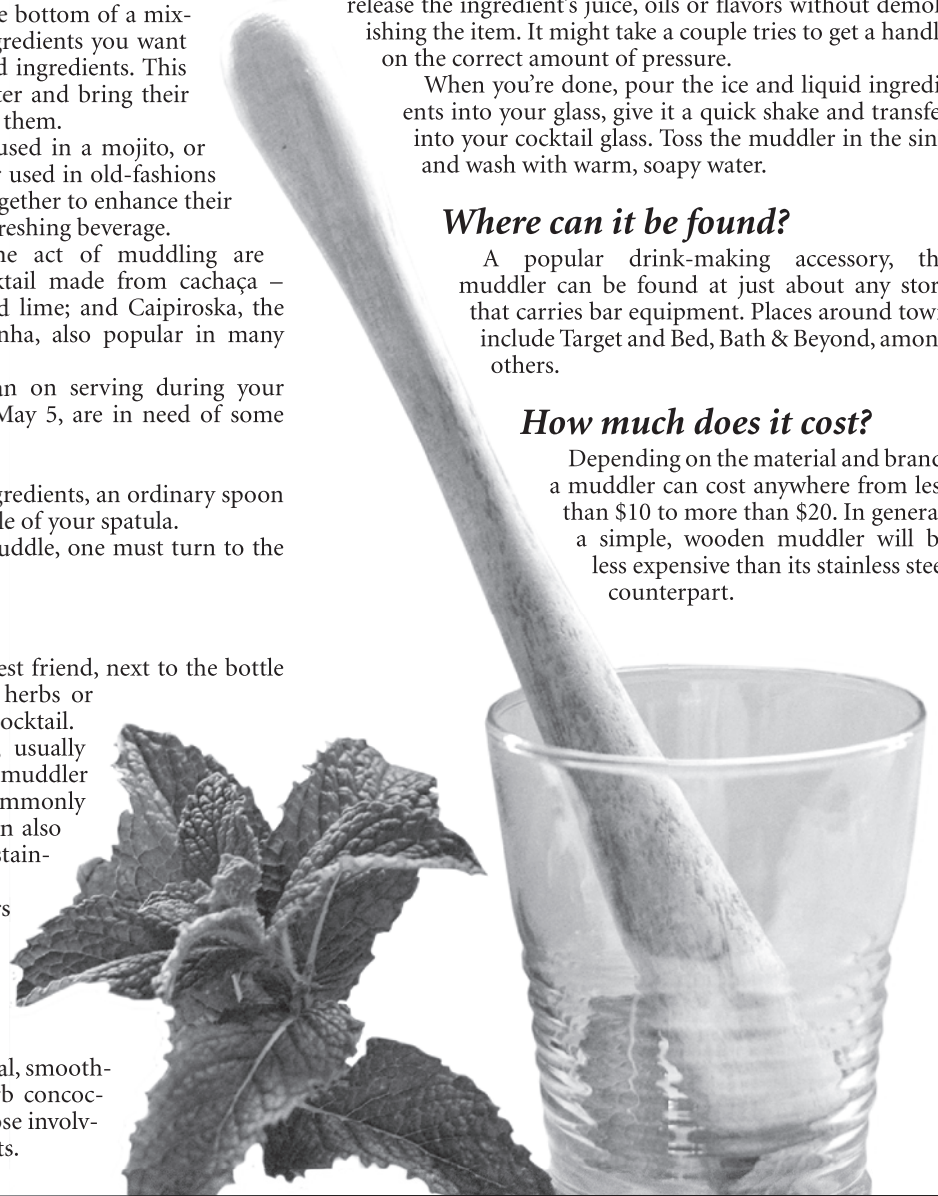 e bottom of a mix-
gredients you want
d ingredients. This
ter and bring their
them.
used in a mojito, or
r used in old-fashions
gether to enhance their
reshing beverage.
he act of muddling are
ktail made from cachaça –
d lime; and Caipiroska, the
nha, also popular in many
an on serving during your
May 5, are in need of some
gredients, an ordinary spoon
le of your spatula.
uddle, one must turn to the
est friend, next to the bottle
herbs or
ocktail.
, usually
muddler
mmonly
n also
stain-
rs
al, smooth-
rb concoc-
ose involv-
ts.
release the ingredient's juice, oils or flavors without demol
ishing the item. It might take a couple tries to get a handl
on the correct amount of pressure.
When you're done, pour the ice and liquid ingredi
ents into your glass, give it a quick shake and transfe
into your cocktail glass. Toss the muddler in the sin
and wash with warm, soapy water.
Where can it be found?
A popular drink-making accessory, th
muddler can be found at just about any stor
that carries bar equipment. Places around tow
include Target and Bed, Bath & Beyond, amon
others.
How much does it cost?
Depending on the material and brand
a muddler can cost anywhere from les
than $10 to more than $20. In genera
a simple, wooden muddler will b
less expensive than its stainless stee
counterpart.